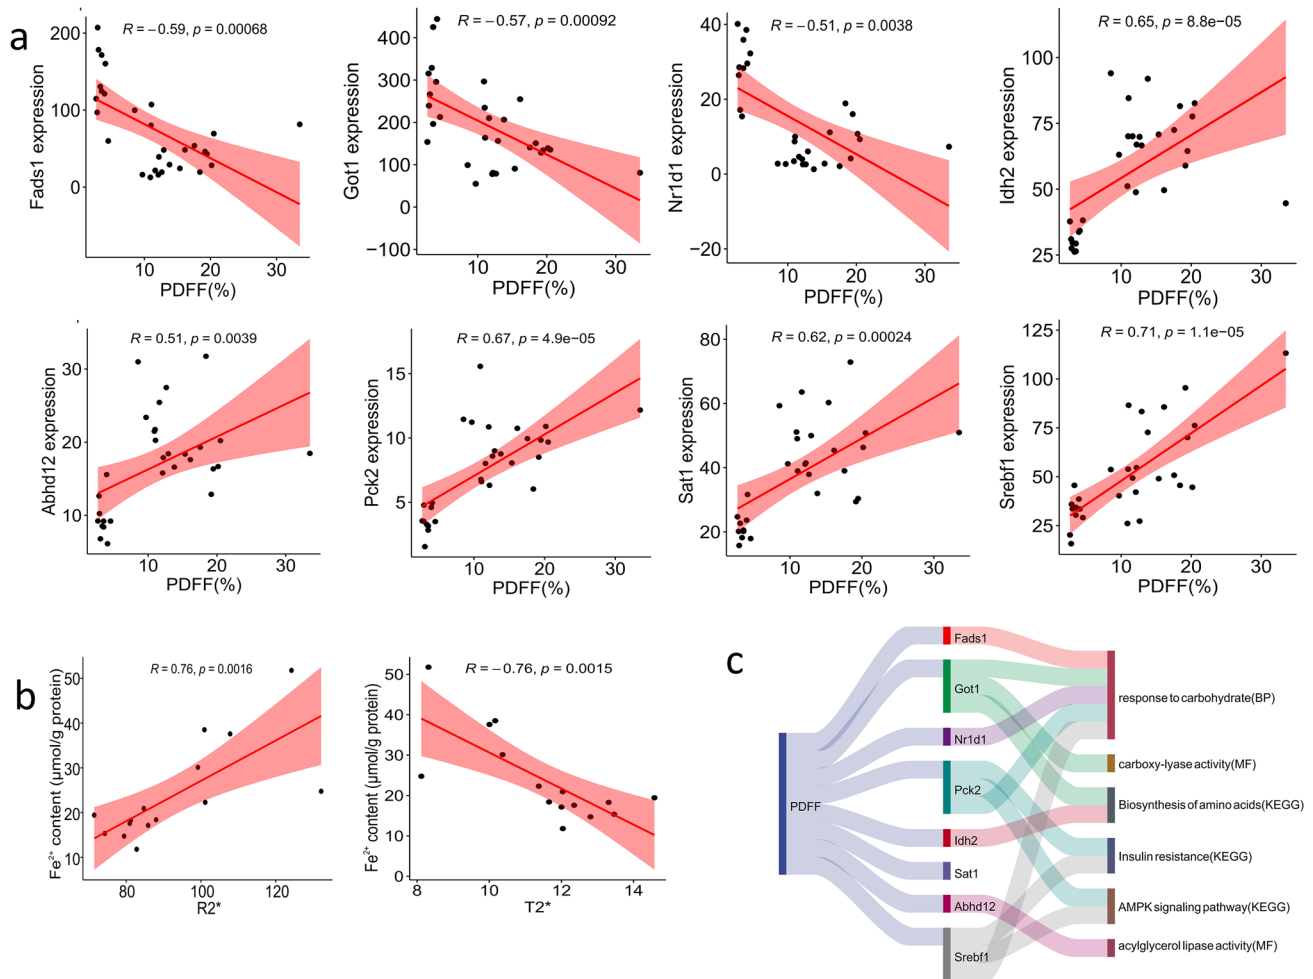 a
R = −0.59, p = 0.00068
200
100
0
Fads1 expression
10 20 30
PDFF(%)
R = −0.57, p = 0.00092
400
300
200
100
0
−100
Got1 expression
10 20 30
PDFF(%)
R = −0.51, p = 0.0038
40
20
0
−20
Nr1d1 expression
10 20 30
PDFF(%)
R = 0.65, p = 8.8e−05
100
75
50
25
Idh2 expression
10 20 30
PDFF(%)
R = 0.51, p = 0.0039
30
20
10
Abhd12 expression
10 20 30
PDFF(%)
R = 0.67, p = 4.9e−05
15
10
5
Pck2 expression
10 20 30
PDFF(%)
R = 0.62, p = 0.00024
80
60
40
20
Sat1 expression
10 20 30
PDFF(%)
R = 0.71, p = 1.1e−05
125
100
75
50
25
Srebf1 expression
10 20 30
PDFF(%)
b
R = 0.76, p = 0.0016
50
40
30
20
10
Fe²⁺ content (μmol/g protein)
80 100 120
R2*
R = −0.76, p = 0.0015
50
40
30
20
10
0
Fe²⁺ content (μmol/g protein)
8 10 12 14
T2*
c
PDFF
Fads1
Got1
Nr1d1
Pck2
Idh2
Sat1
Abhd12
Srebf1
response to carbohydrate(BP)
carboxy-lyase activity(MF)
Biosynthesis of amino acids(KEGG)
Insulin resistance(KEGG)
AMPK signaling pathway(KEGG)
acylglycerol lipase activity(MF)